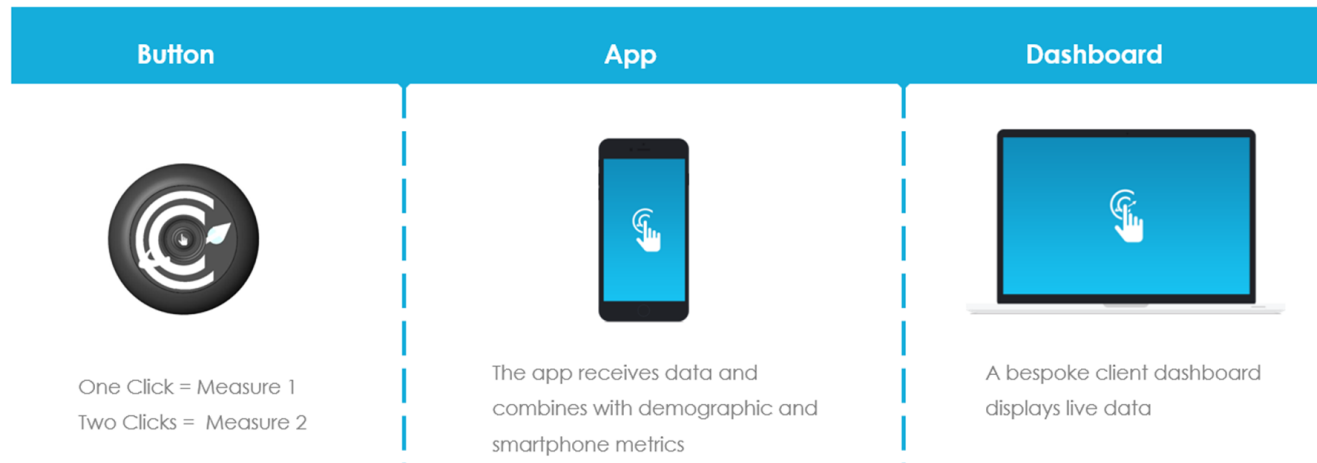 Button
App
Dashboard
One Click = Measure 1
Two Clicks = Measure 2
The app receives data and
combines with demographic and
smartphone metrics
A bespoke client dashboard
displays live data